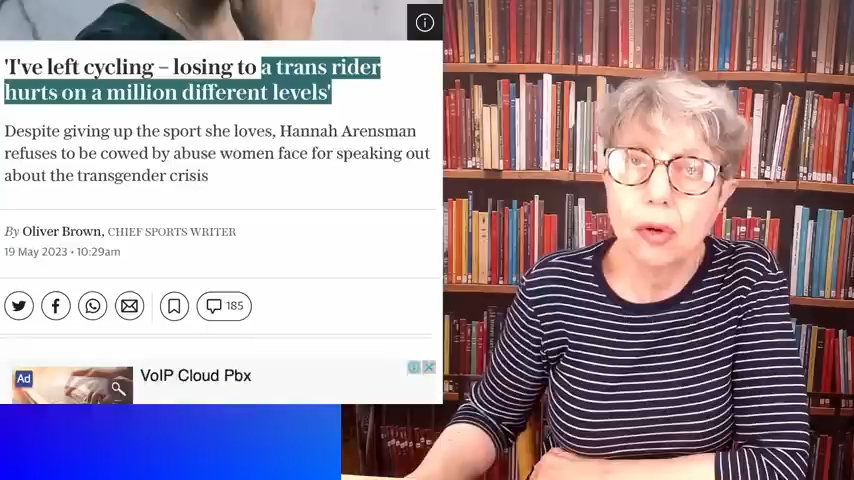 'I've left cycling – losing to a trans rider
hurts on a million different levels'
Despite giving up the sport she loves, Hannah Arensman
refuses to be cowed by abuse women face for speaking out
about the transgender crisis
By Oliver Brown, CHIEF SPORTS WRITER
19 May 2023 • 10:29am
185
Ad
VoIP Cloud Pbx